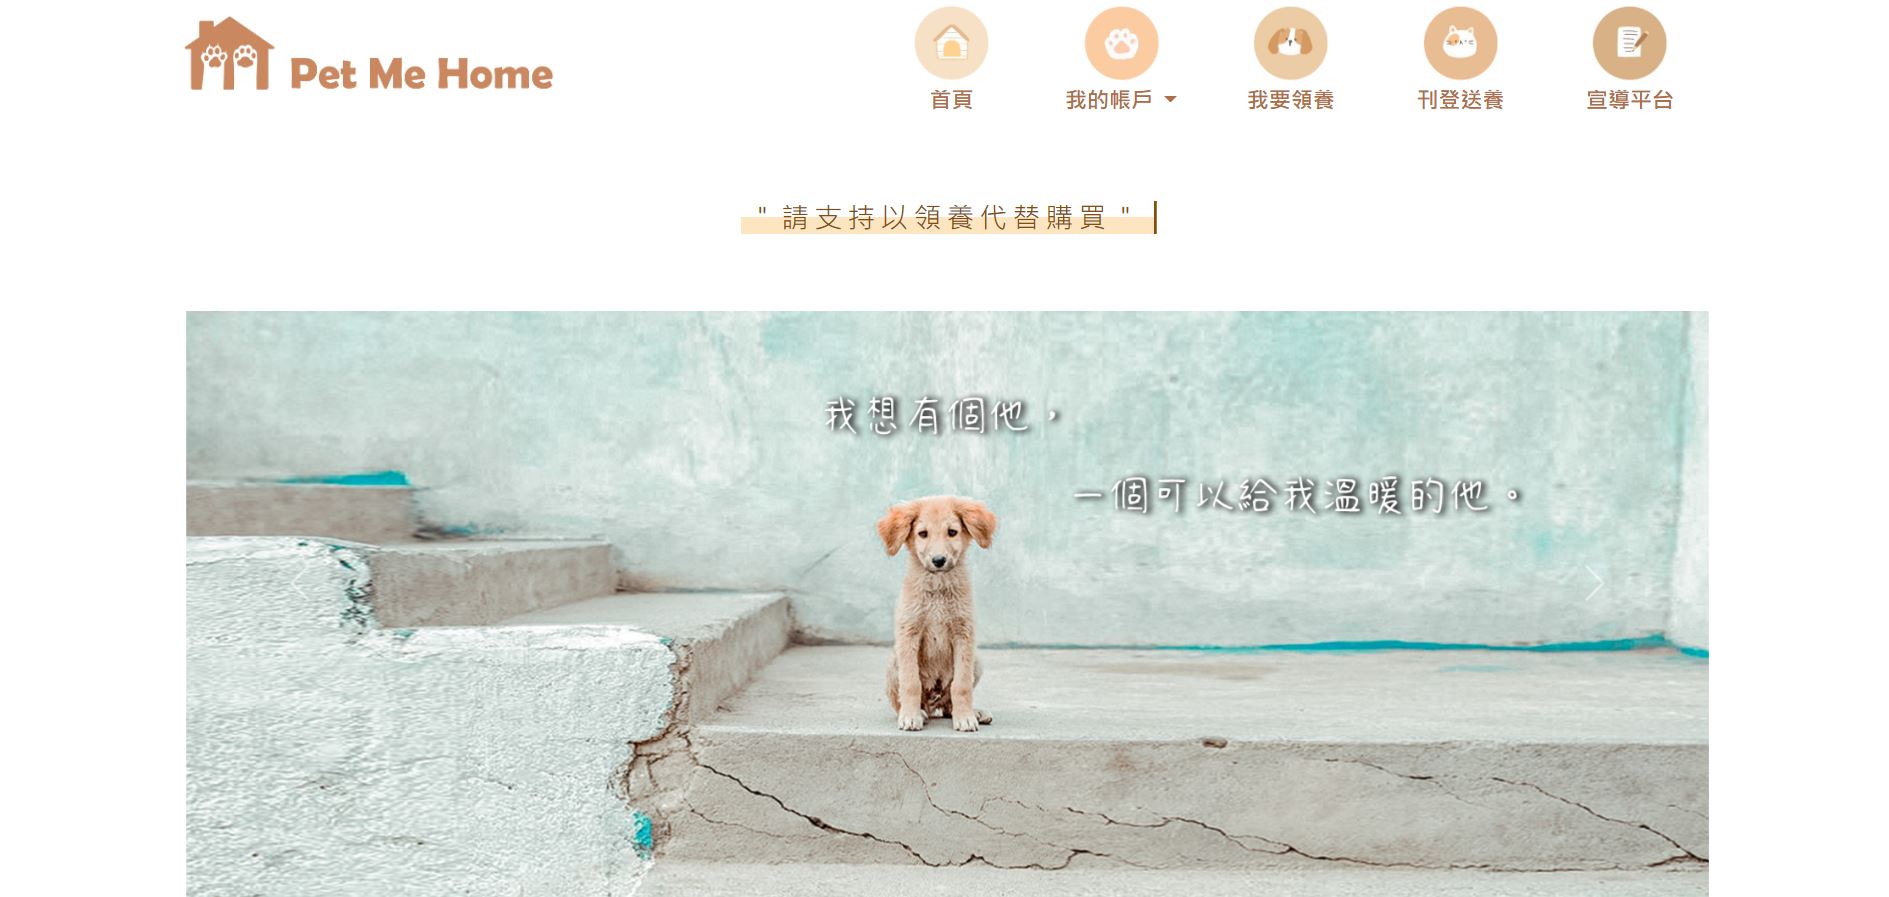 Pet Me Home
首頁
我的帳戶
我要領養
刊登送養
宣導平台
" 請支持以領養代替購買 "
我想有個他，
一個可以給我溫暖的他。